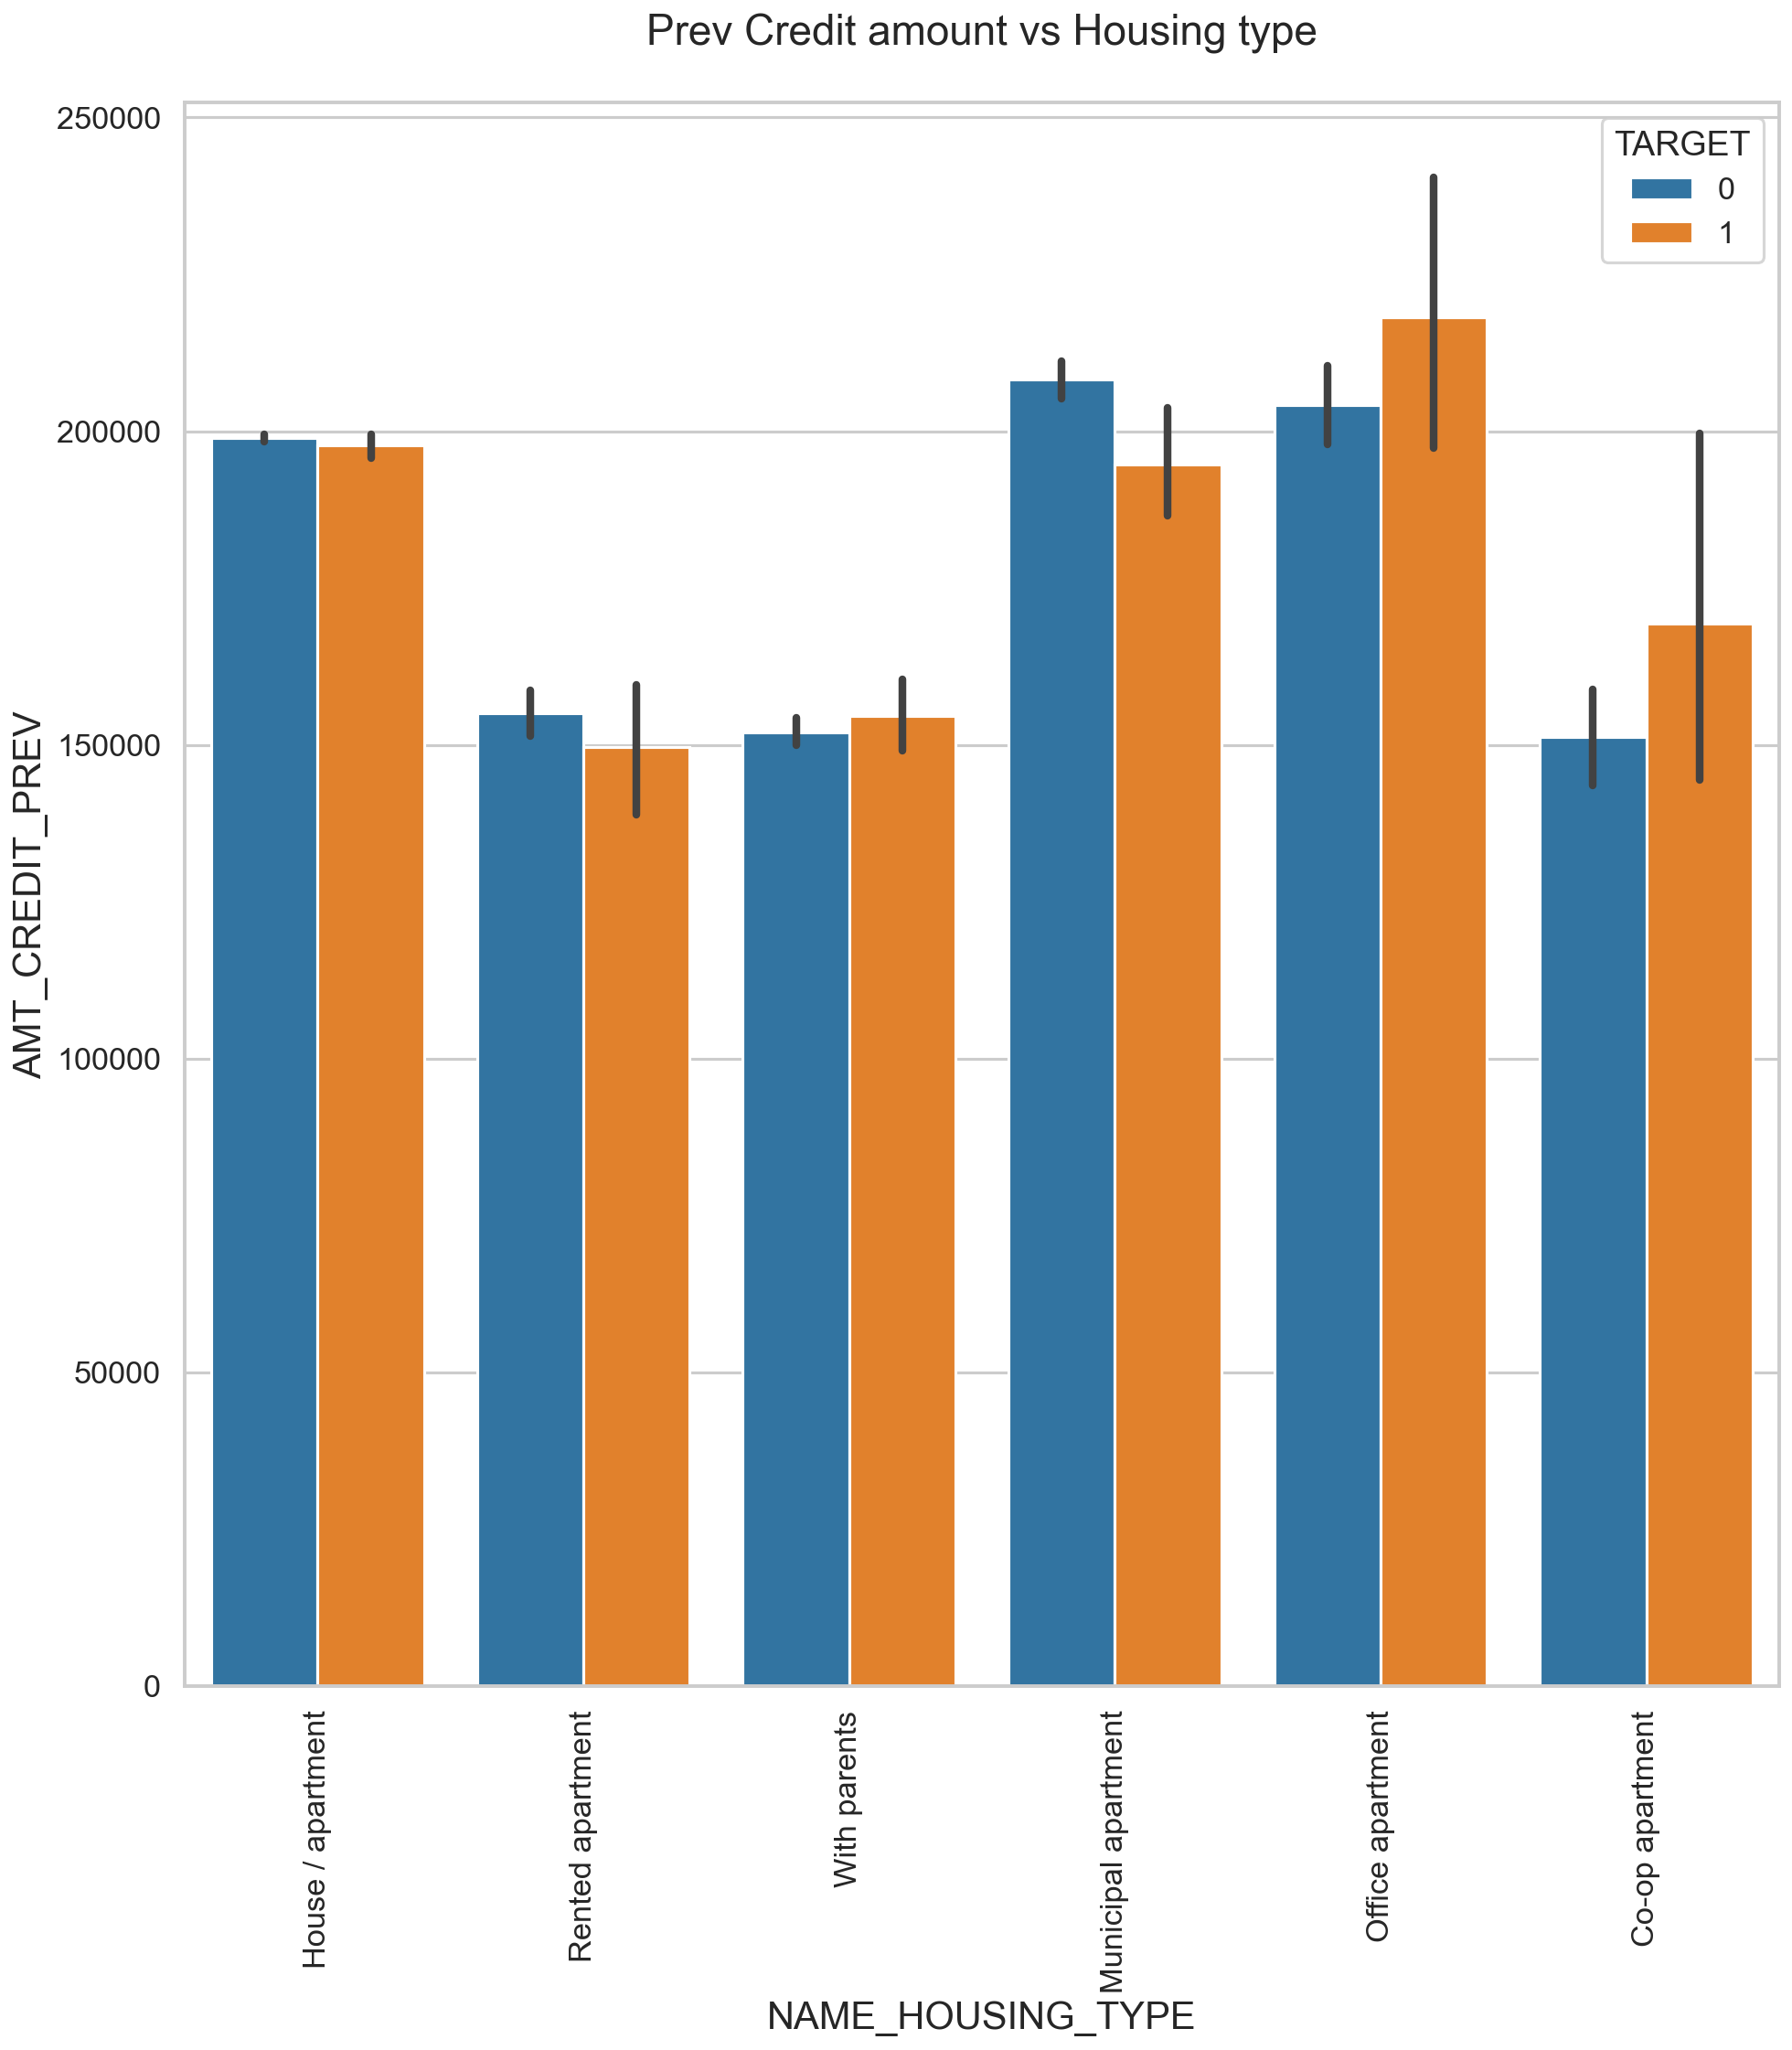 Prev Credit amount vs Housing type
250000
200000
150000
100000
50000
0
AMT_CREDIT_PREV
TARGET
0
1
House / apartment
Rented apartment
With parents
Municipal apartment
Office apartment
Co-op apartment
NAME_HOUSING_TYPE